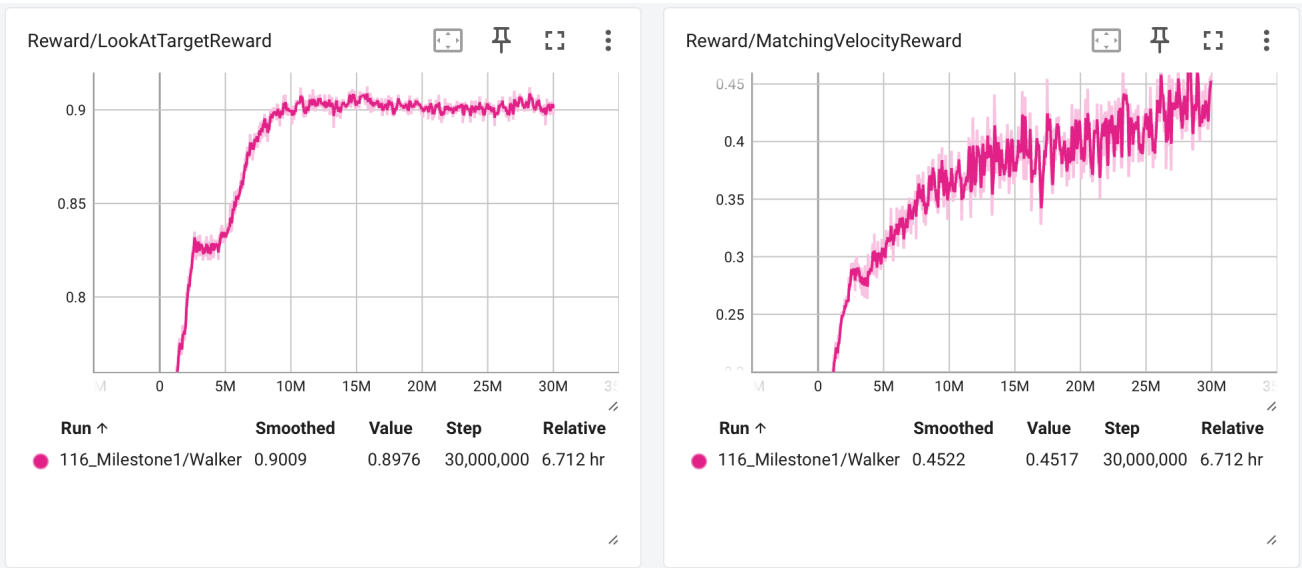 Reward/LookAtTargetReward
0.9
0.85
0.8
M 0 5M 10M 15M 20M 25M 30M
Run ↑ Smoothed Value Step Relative
116_Milestone1/Walker 0.9009 0.8976 30,000,000 6.712 hr
Reward/MatchingVelocityReward
0.45
0.4
0.35
0.3
0.25
M 0 5M 10M 15M 20M 25M 30M
Run ↑ Smoothed Value Step Relative
116_Milestone1/Walker 0.4522 0.4517 30,000,000 6.712 hr